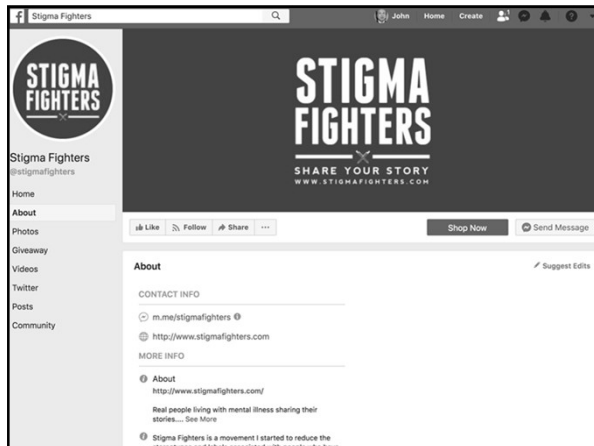 f Stigma Fighters
John Home Create
STIGMA
FIGHTERS
Stigma Fighters
@stigmafighters
Home
About
Photos
Giveaway
Videos
Twitter
Posts
Community
STIGMA
FIGHTERS
SHARE YOUR STORY
WWW.STIGMAFIGHTERS.COM
Like Follow Share ...
Shop Now Send Message
About
Suggest Edits
CONTACT INFO
m.me/stigmafighters
http://www.stigmafighters.com
MORE INFO
About
http://www.stigmafighters.com/
Real people living with mental illness sharing their
stories.... See More
Stigma Fighters is a movement I started to reduce the